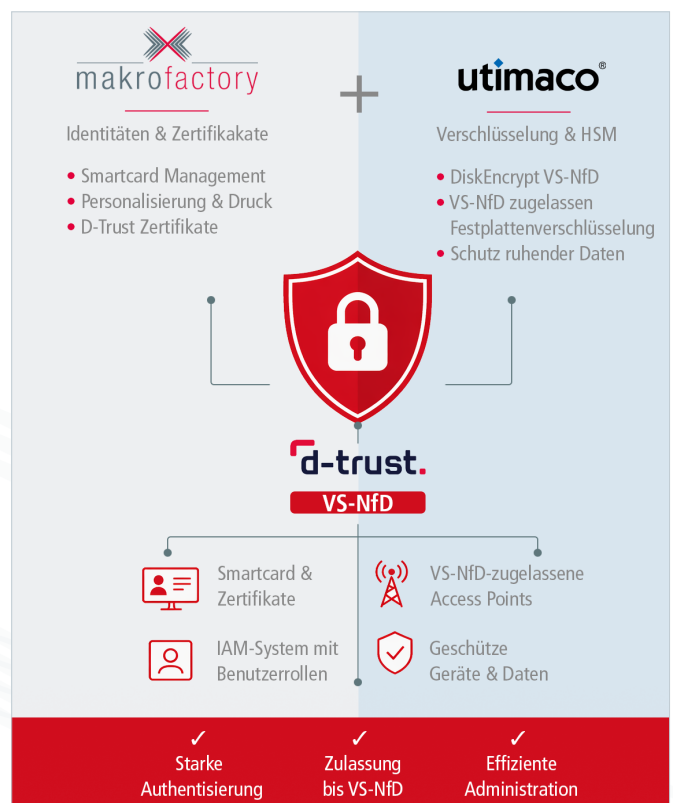 makrofactory
Identitäten & Zertifikakate
• Smartcard Management
• Personalisierung & Druck
• D-Trust Zertifikate
+
utimaco®
Verschlüsselung & HSM
• DiskEncrypt VS-NfD
• VS-NfD zugelassen
Festplattenverschlüsselung
• Schutz ruhender Daten
d-trust.
VS-NfD
Smartcard &
Zertifikate
VS-NfD-zugelassene
Access Points
IAM-System mit
Benutzerrollen
Geschütze
Geräte & Daten
✓
Starke
Authentisierung
✓
Zulassung
bis VS-NfD
✓
Effiziente
Administration